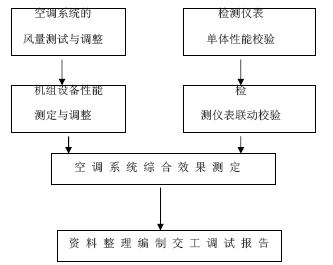 空调系统的
风量测试与调整
检测仪表
单体性能校验
机组设备性能
测定与调整
检
测仪表联动校验
空调系统综合效果测定
资料整理编制交工调试报告